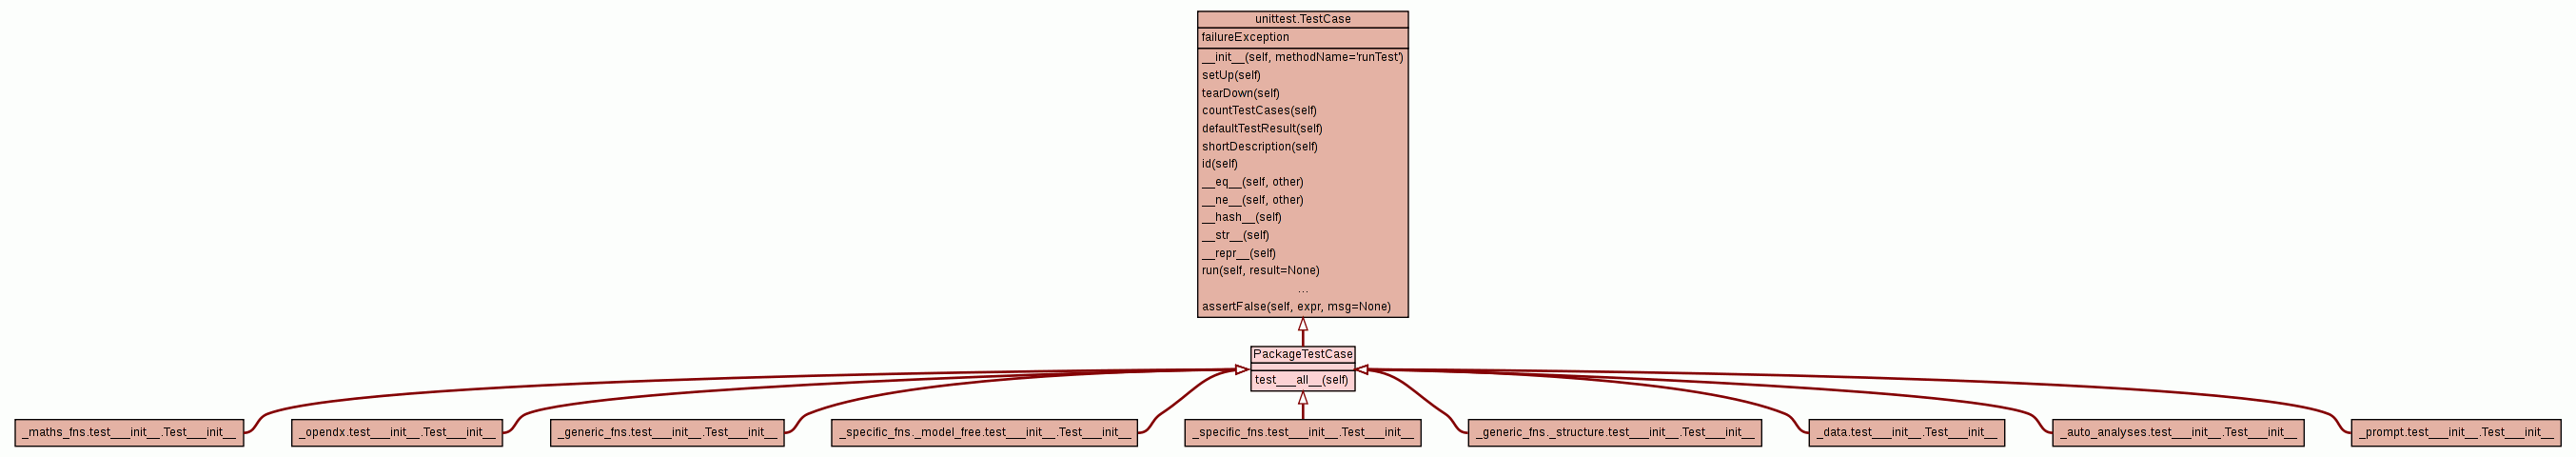 unittest.TestCase
failureException
__init__(self, methodName='runTest')
setUp(self)
tearDown(self)
countTestCases(self)
defaultTestResult(self)
shortDescription(self)
id(self)
__eq__(self, other)
__ne__(self, other)
__hash__(self)
__str__(self)
__repr__(self)
run(self, result=None)
...
assertFalse(self, expr, msg=None)
PackageTestCase
test___all__(self)
_maths_fns.test___init__.Test___init__
_opendx.test___init__.Test___init__
_generic_fns.test___init__.Test___init__
_specific_fns._model_free.test___init__.Test___init__
_specific_fns.test___init__.Test___init__
_generic_fns._structure.test___init__.Test___init__
_data.test___init__.Test___init__
_auto_analyses.test___init__.Test___init__
_prompt.test___init__.Test___init__